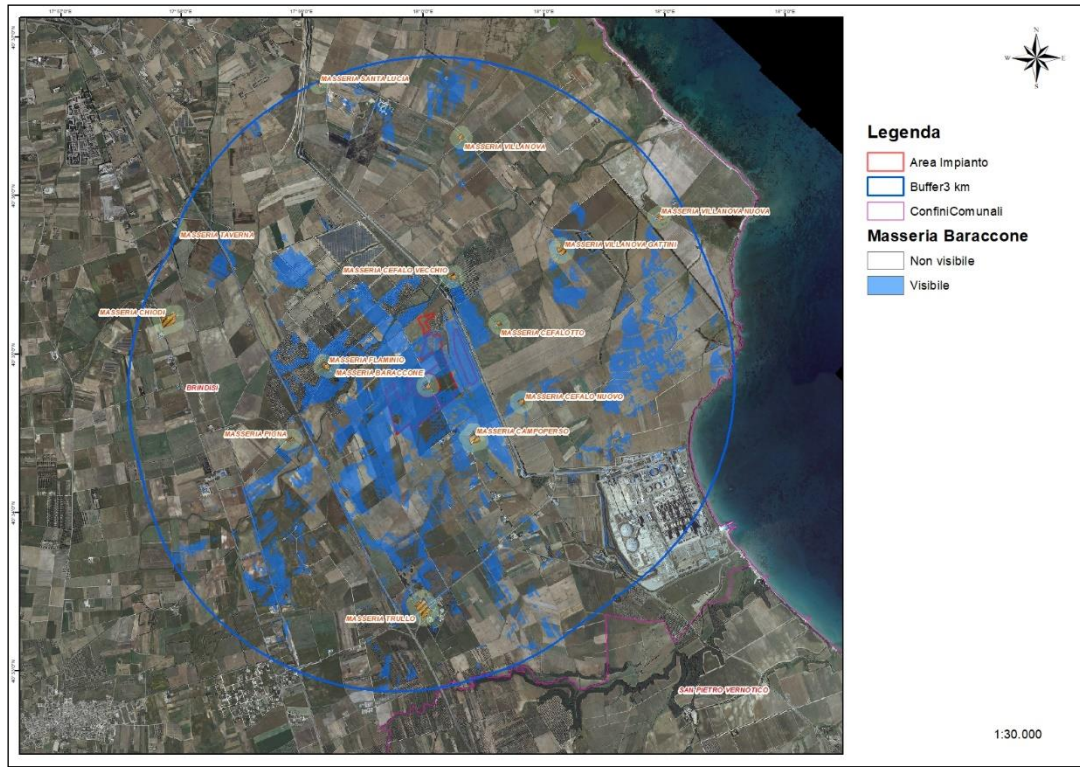 MASSERIA SANTA LUCIA
MASSERIA VILLANOVA
MASSERIA VILLANOVA NUOVA
MASSERIA TAVERNA
MASSERIA VILLANOVA GATTINI
MASSERIA CEFALO VECCHIO
MASSERIA CHIODI
MASSERIA CEFALOTTO
MASSERIA FLAMINIO
MASSERIA BARACCONE
BRINDISI
MASSERIA CEFALO NUOVO
MASSERIA PIGNA
MASSERIA CAMPOPERSO
MASSERIA TRULLO
SAN PIETRO VERNOTICO
N
W
E
S
Legenda
Area Impianto
Buffer3 km
ConfiniComunali
Masseria Baraccone
Non visibile
Visibile
1:30.000